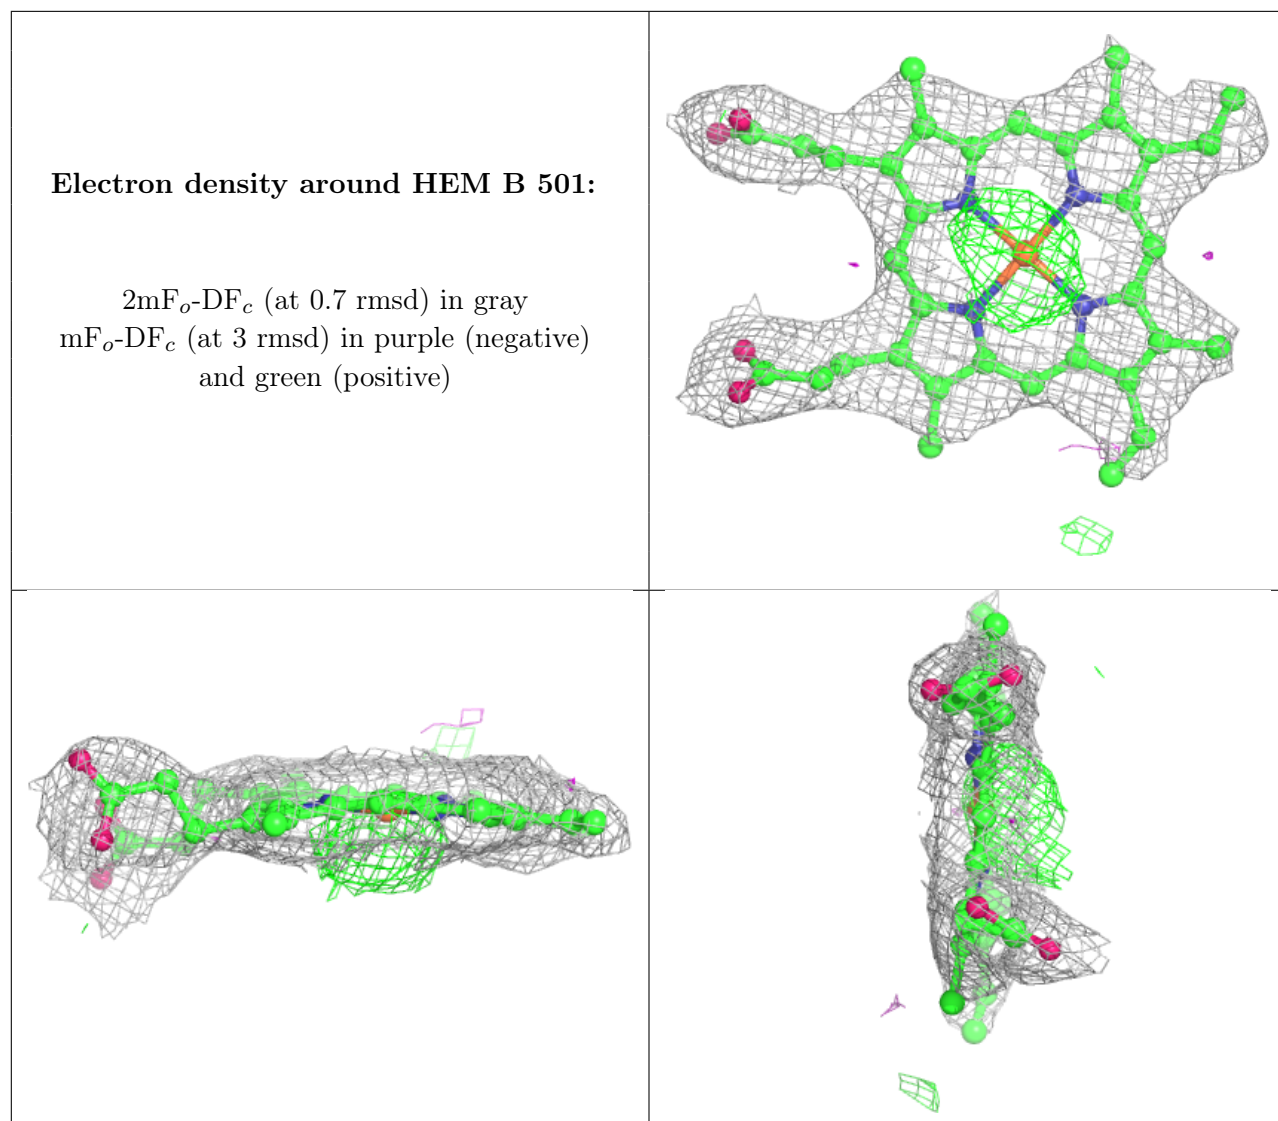 Electron density around HEM B 501:
2mFo-DFc (at 0.7 rmsd) in gray
mFo-DFc (at 3 rmsd) in purple (negative)
and green (positive)